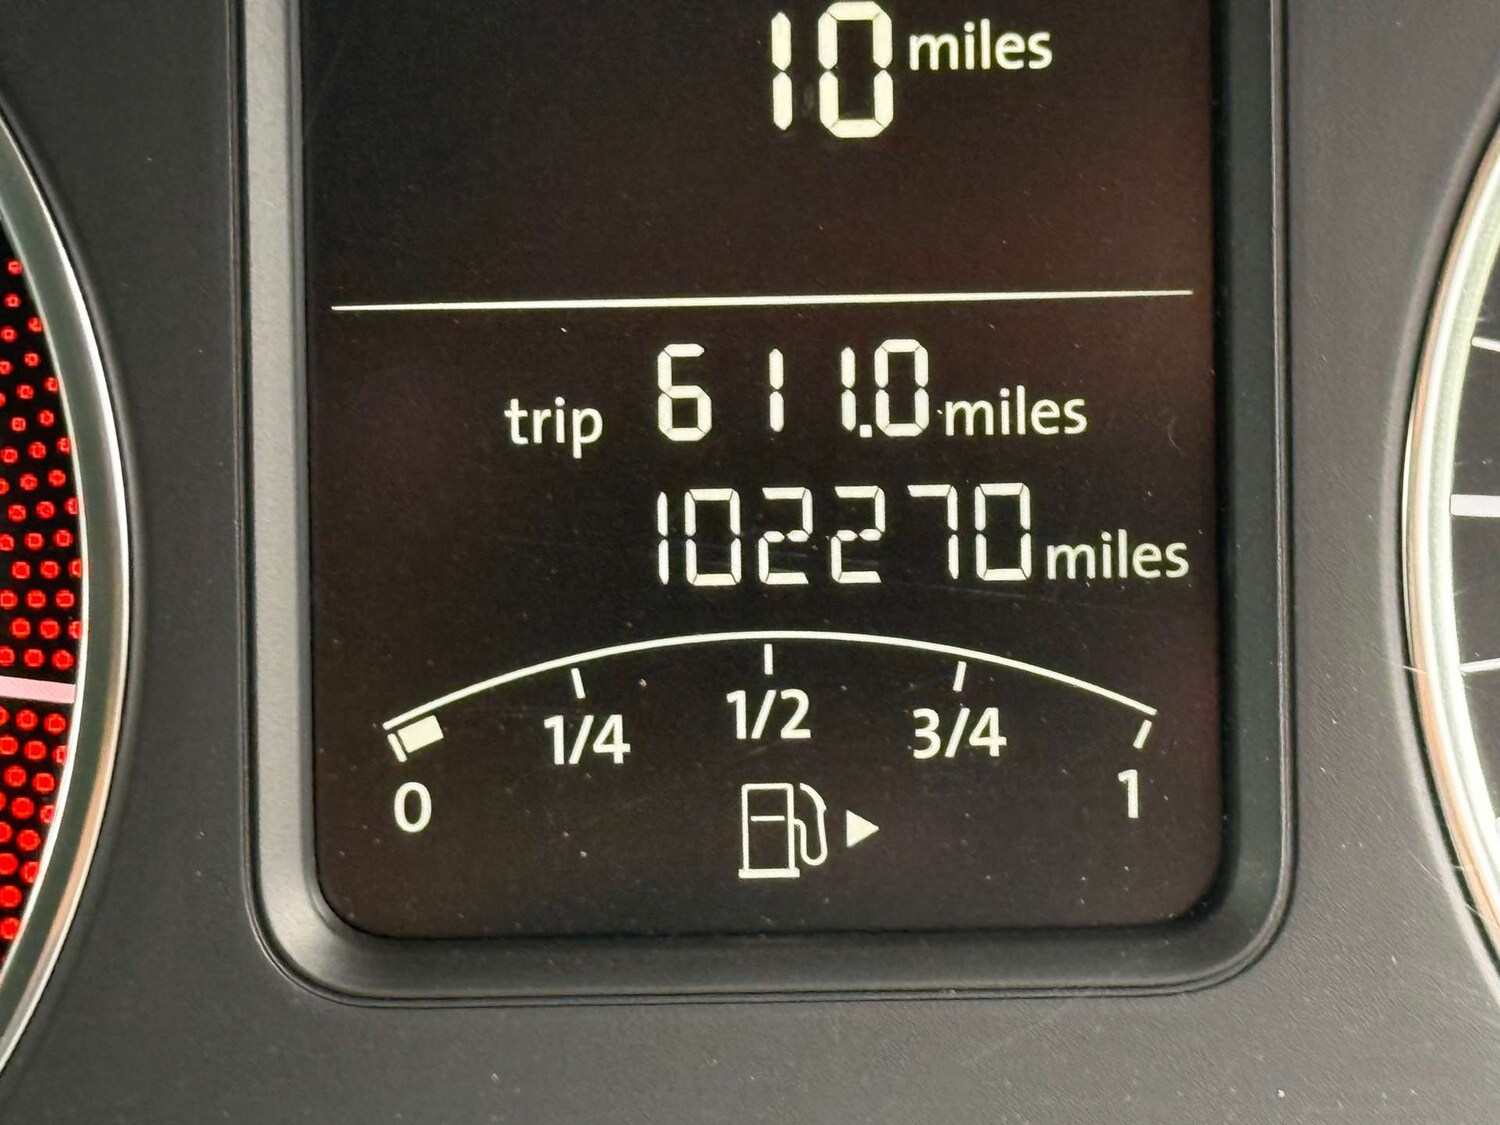 10 miles
trip 611.0 miles
102270 miles
0 1/4 1/2 3/4 1